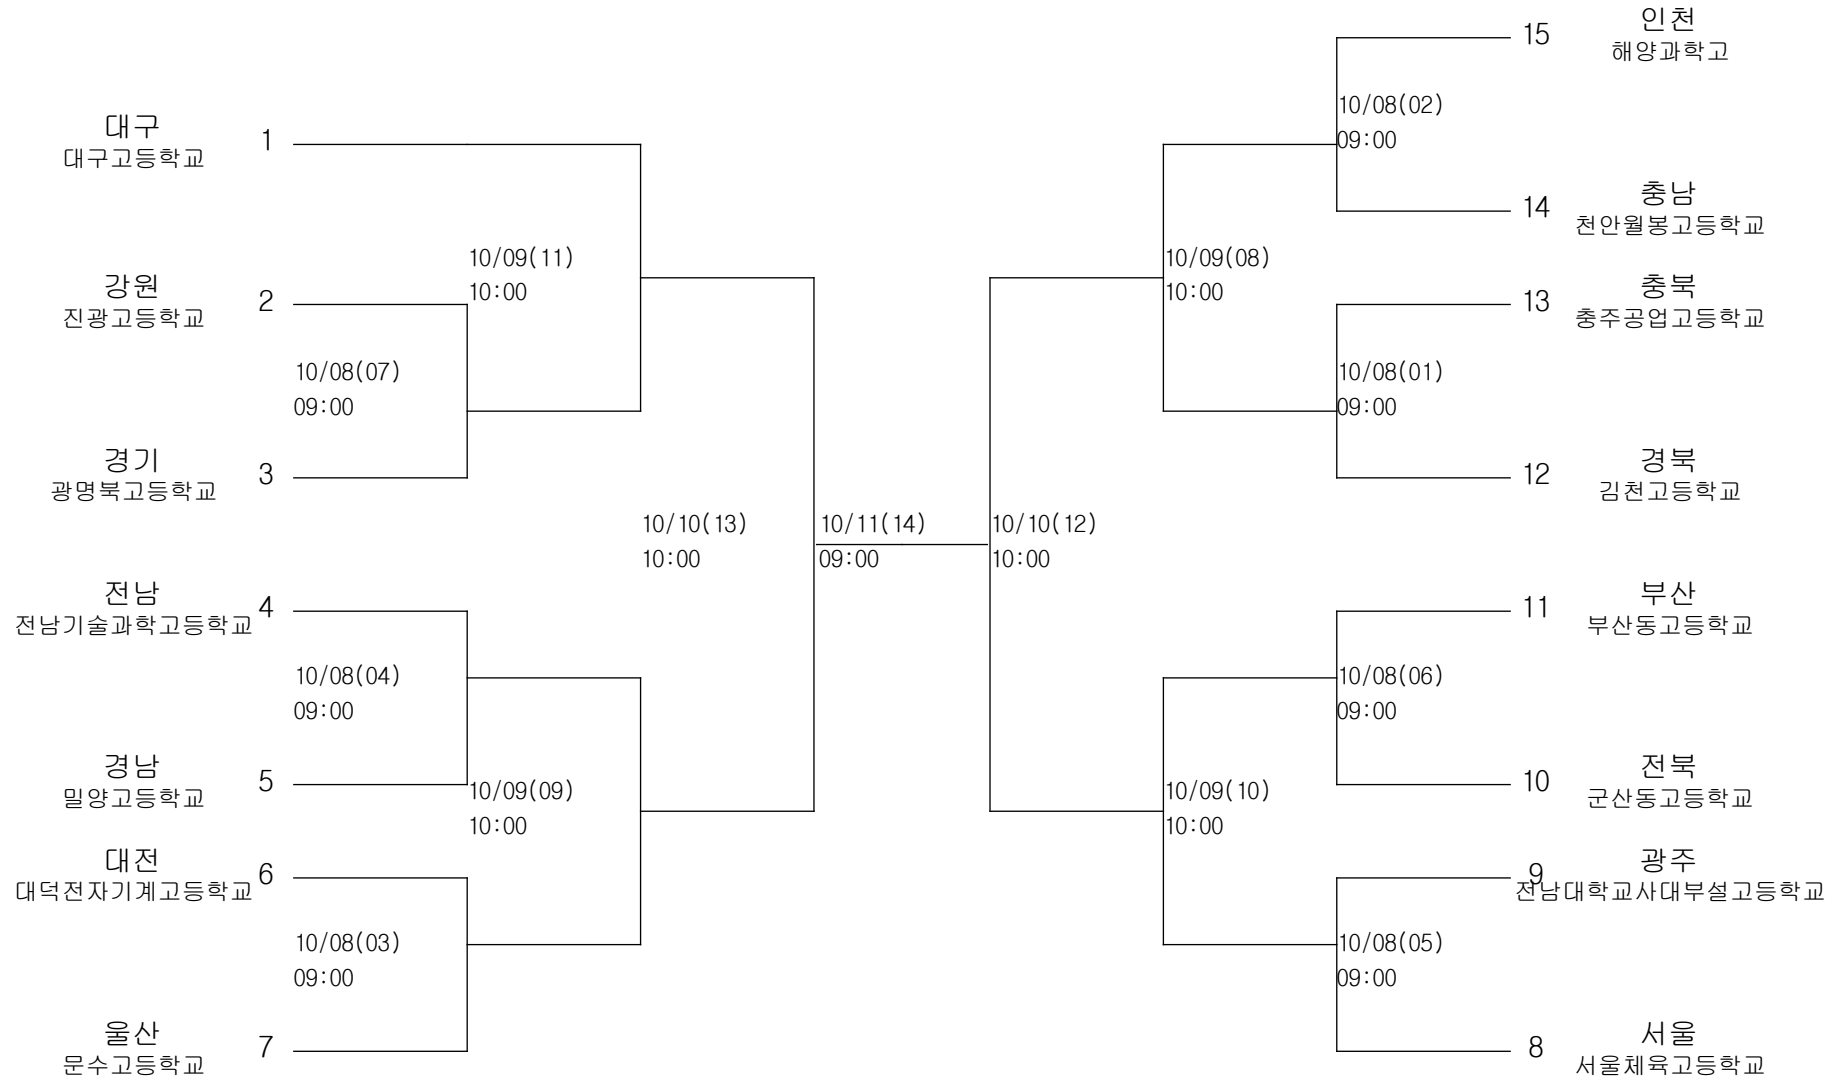 대구
대구고등학교
1
강원
진광고등학교
2
10/09(11)
10:00
10/08(07)
09:00
경기
광명북고등학교
3
10/10(13)
10:00
전남
전남기술과학고등학교
4
10/08(04)
09:00
경남
밀양고등학교
5
10/09(09)
10:00
대전
대덕전자기계고등학교
6
10/08(03)
09:00
울산
문수고등학교
7
10/11(14)
09:00
10/10(12)
10:00
15
인천
해양과학고
10/08(02)
09:00
14
충남
천안월봉고등학교
10/09(08)
10:00
13
충북
충주공업고등학교
10/08(01)
09:00
12
경북
김천고등학교
11
부산
부산동고등학교
10/08(06)
09:00
10
전북
군산동고등학교
10/09(10)
10:00
9
광주
전남대학교사대부설고등학교
10/08(05)
09:00
8
서울
서울체육고등학교